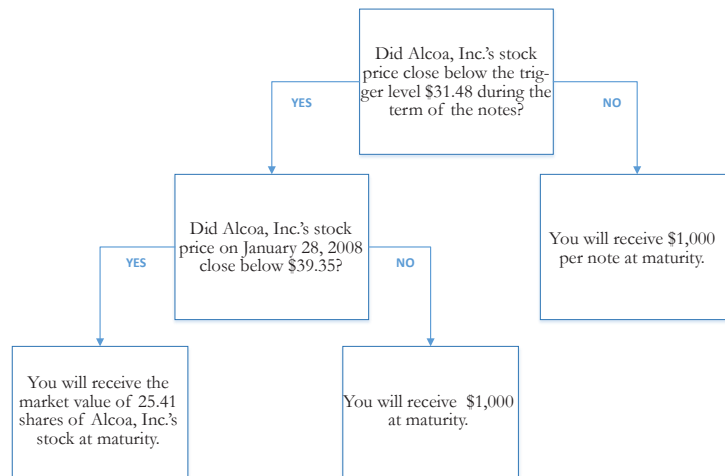 Did Alcoa, Inc.'s stock
price close below the trig-
ger level $31.48 during the
term of the notes?
YES
NO
Did Alcoa, Inc.'s stock
price on January 28, 2008
close below $39.35?
You will receive $1,000
per note at maturity.
YES
NO
You will receive the
market value of 25.41
shares of Alcoa, Inc.'s
stock at maturity.
You will receive $1,000
at maturity.